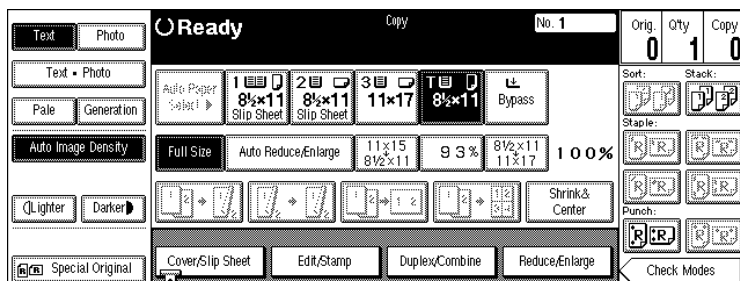 Text Photo
Text • Photo
Pale Generation
Auto Image Density
Lighter Darker
Special Original
Ready
Copy
No. 1
Auto Paper
Select
1
8½×11
Slip Sheet
2
8½×11
Slip Sheet
3
11×17
T
8½×11
Bypass
Full Size
Auto Reduce/Enlarge
11×15
8½×11
93%
8½×11
11×17
100%
Shrink&
Center
Cover/Slip Sheet
Edit/Stamp
Duplex/Combine
Reduce/Enlarge
Orig. Q'ty Copy
0 1 0
Sort: Stack:
Staple:
Punch:
Check Modes